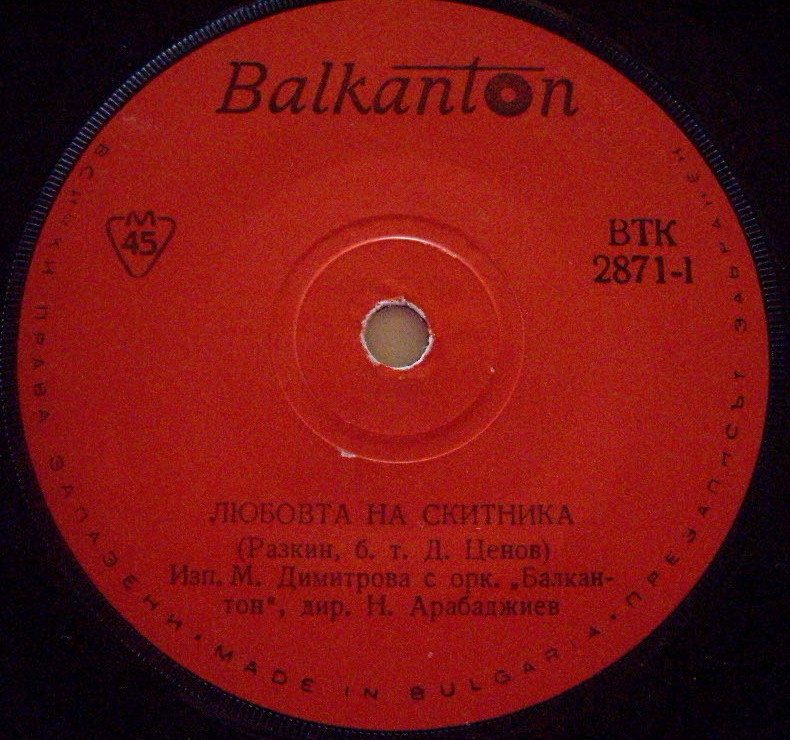 Balkanton
М
45
ВТК
2871-1
ЛЮБОВТА НА СКИТНИКА
(Разкин, б. т. Д. Ценов)
Изп. М. Димитрова с орк. „Балкан-
тон“, дир. Н. Арабаджиев
ВСИЧКИ ПРАВА ЗАПАЗЕНИ • MADE IN BULGARIA • ПРЕЗАПИСЪТ ЗАБРАНЕН